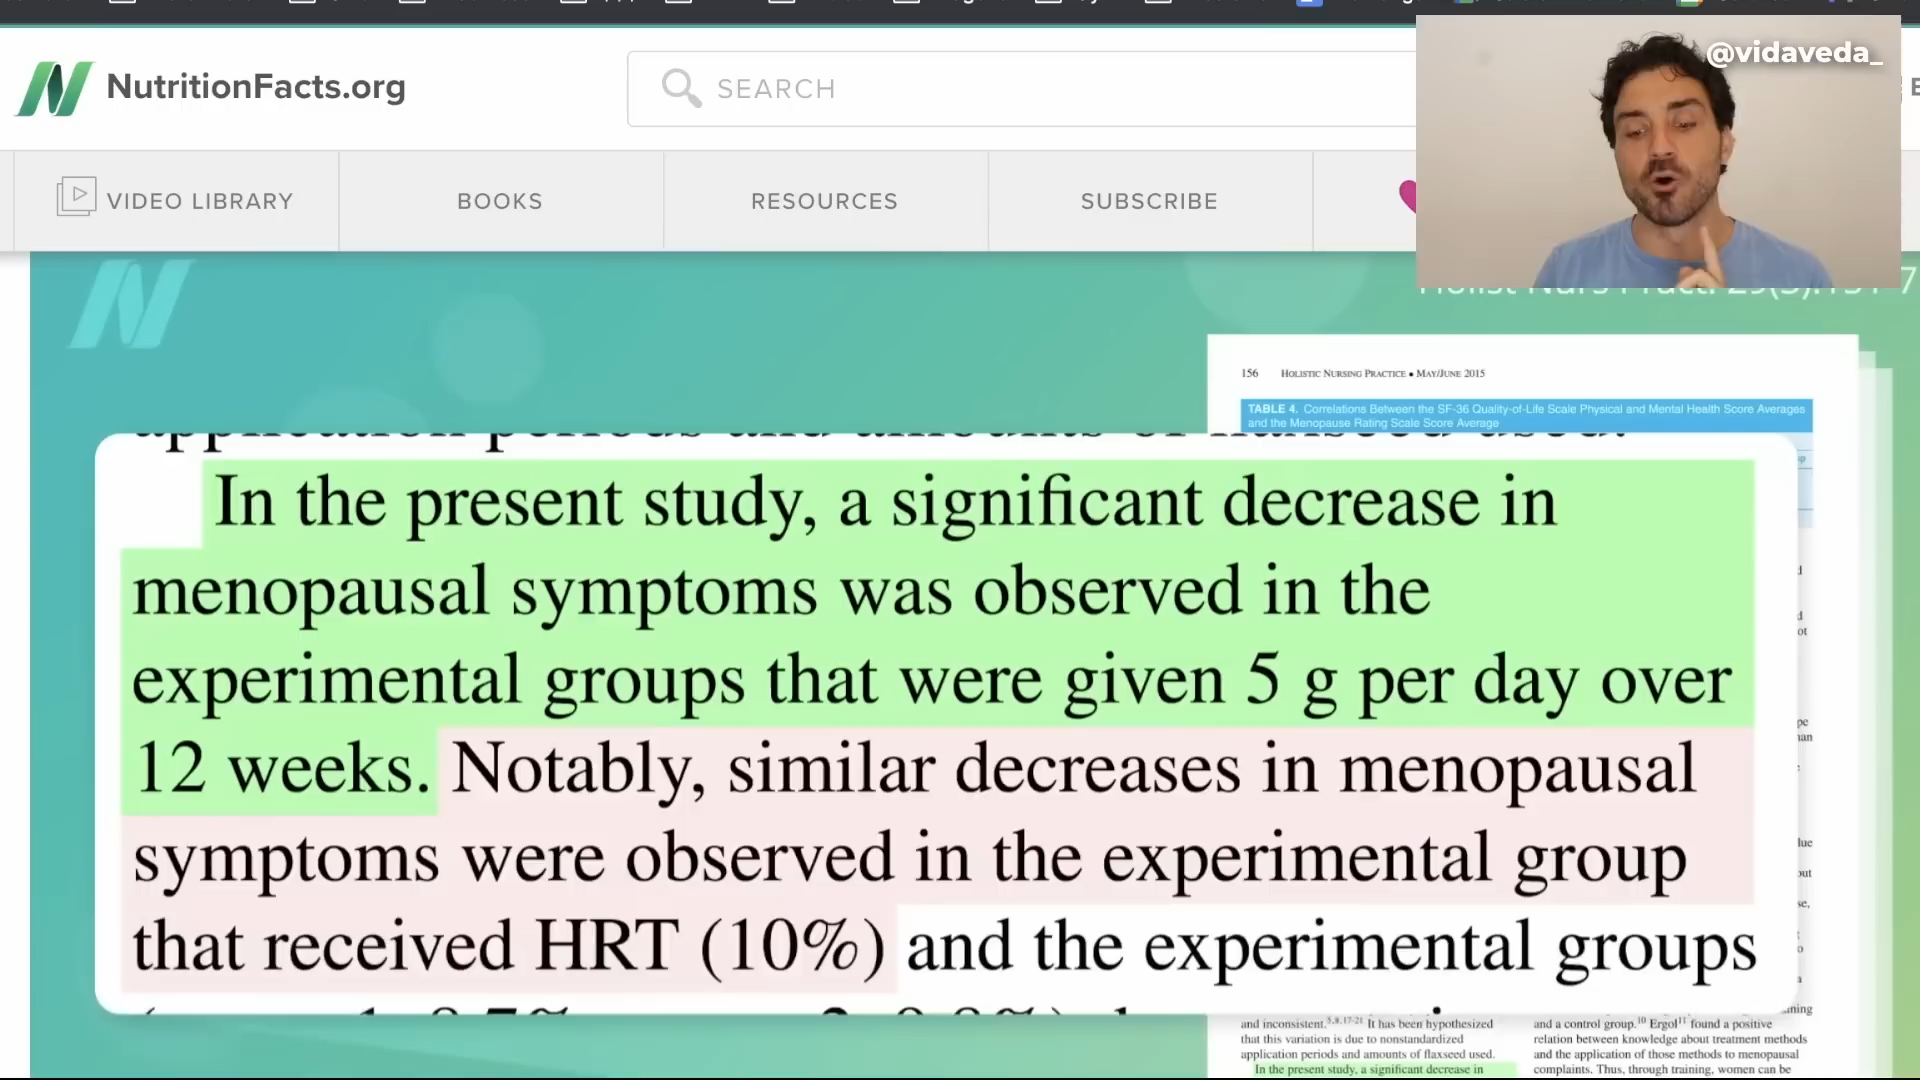 @vidaveda_
NutritionFacts.org
SEARCH
VIDEO LIBRARY
BOOKS
RESOURCES
SUBSCRIBE
156 HOLISTIC NURSING PRACTICE • MAY/JUNE 2015
TABLE 4. Correlations Between the SF-36 Quality-of-Life Scale Physical and Mental Health Score Averages
and the Menopause Rating Scale Score Average
In the present study, a significant decrease in
menopausal symptoms was observed in the
experimental groups that were given 5 g per day over
12 weeks. Notably, similar decreases in menopausal
symptoms were observed in the experimental group
that received HRT (10%) and the experimental groups
and inconsistent.5,8,17-21 It has been hypothesized
that this variation is due to nonstandardized
application periods and amounts of flaxseed used.
In the present study, a significant decrease in
and a control group.10 Ergol11 found a positive
relation between knowledge about treatment methods
and the application of those methods to menopausal
complaints. Thus, through training, women can be